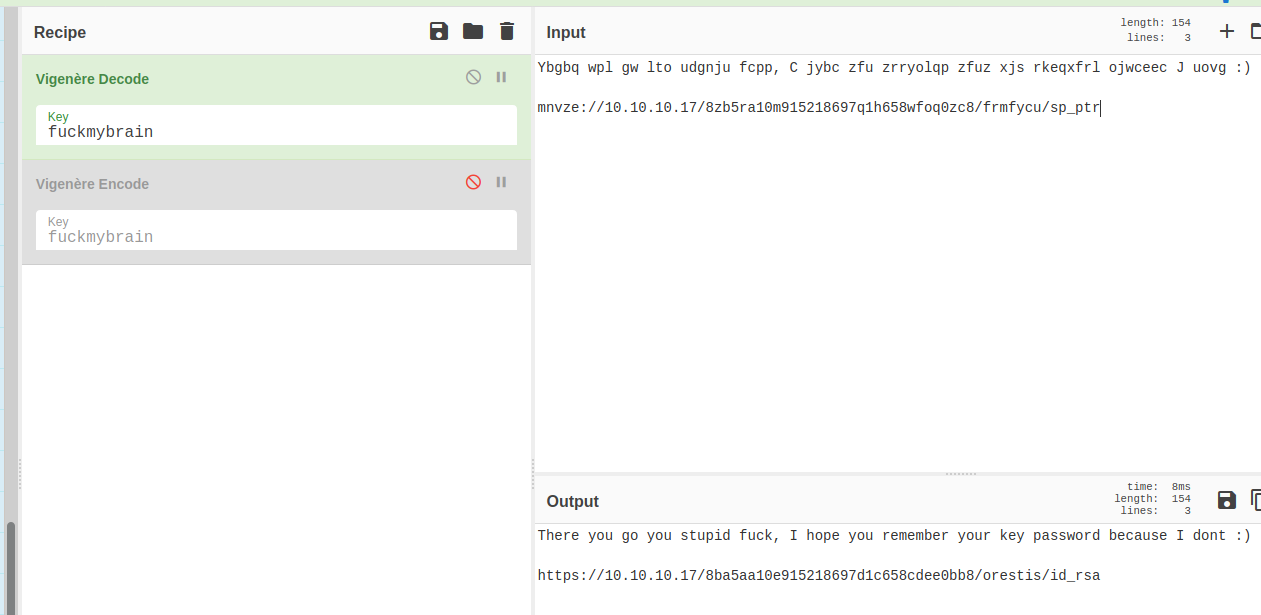 Recipe
Vigenère Decode
Key
fuckmybrain
Vigenère Encode
Key
fuckmybrain
Input
length: 154
lines: 3
Ybgbq wpl gw lto udgnju fcpp, C jybc zfu zrryolqp zfuz xjs rkeqxfrl ojwceec J uovg :)
mnvze://10.10.10.17/8zb5ra10m915218697q1h658wfoq0zc8/frmfycu/sp_ptr
Output
time: 8ms
length: 154
lines: 3
There you go you stupid fuck, I hope you remember your key password because I dont :)
https://10.10.10.17/8ba5aa10e915218697d1c658cdee0bb8/orestis/id_rsa